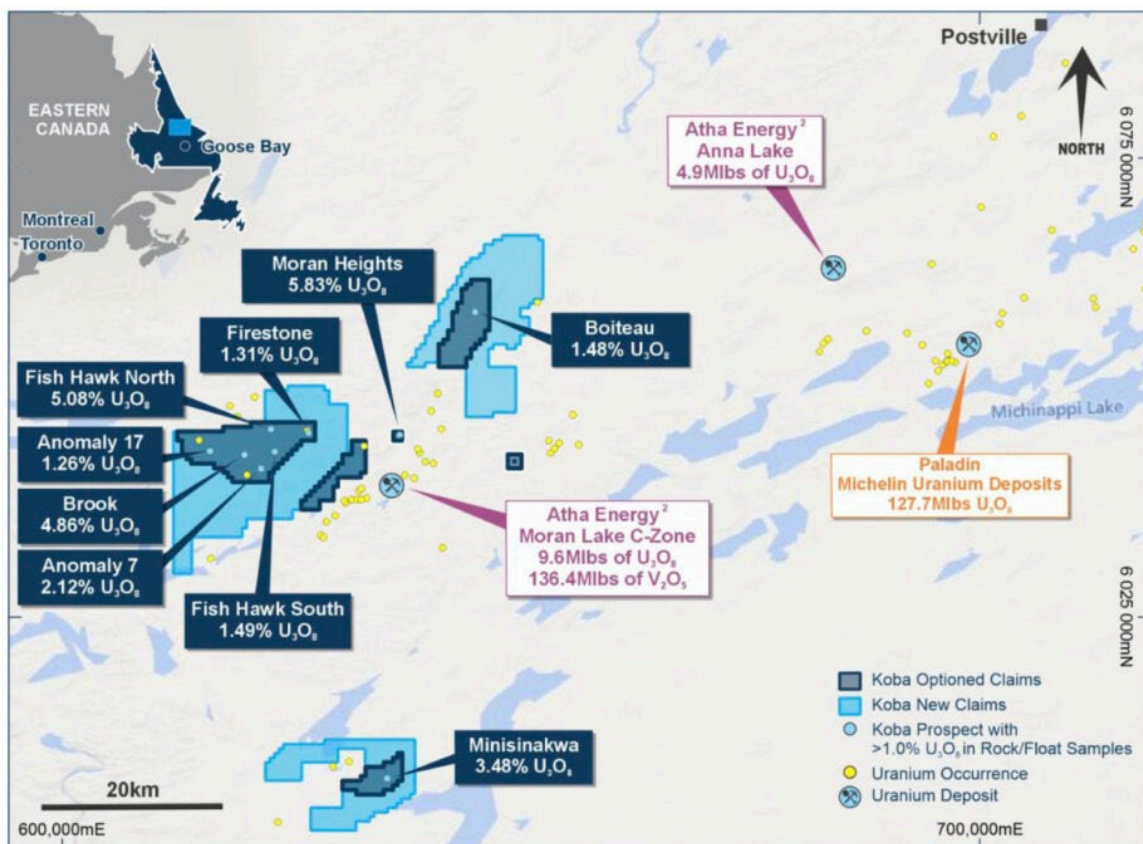 Postville
NORTH
6 075 000mN
EASTERN
CANADA
Goose Bay
Montreal
Toronto
Atha Energy²
Anna Lake
4.9Mlbs of U₃O₈
Moran Heights
5.83% U₃O₈
Firestone
1.31% U₃O₈
Boiteau
1.48% U₃O₈
Fish Hawk North
5.08% U₃O₈
Anomaly 17
1.26% U₃O₈
Brook
4.86% U₃O₈
Anomaly 7
2.12% U₃O₈
Fish Hawk South
1.49% U₃O₈
Michinappi Lake
Paladin
Michelin Uranium Deposits
127.7Mlbs U₃O₈
Atha Energy²
Moran Lake C-Zone
9.6Mlbs of U₃O₈
136.4Mlbs of V₂O₅
6 025 000mN
Minisinakwa
3.48% U₃O₈
Koba Optioned Claims
Koba New Claims
Koba Prospect with
>1.0% U₃O₈ in Rock/Float Samples
Uranium Occurrence
Uranium Deposit
20km
600,000mE
700,000mE